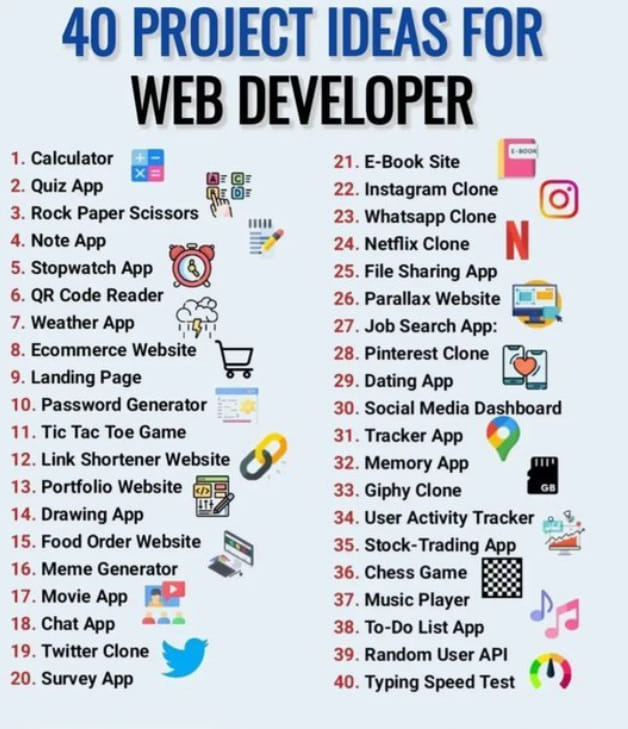 40 PROJECT IDEAS FOR
WEB DEVELOPER
1. Calculator
2. Quiz App
3. Rock Paper Scissors
4. Note App
5. Stopwatch App
6. QR Code Reader
7. Weather App
8. Ecommerce Website
9. Landing Page
10. Password Generator
11. Tic Tac Toe Game
12. Link Shortener Website
13. Portfolio Website
14. Drawing App
15. Food Order Website
16. Meme Generator
17. Movie App
18. Chat App
19. Twitter Clone
20. Survey App
21. E-Book Site
22. Instagram Clone
23. Whatsapp Clone
24. Netflix Clone
25. File Sharing App
26. Parallax Website
27. Job Search App:
28. Pinterest Clone
29. Dating App
30. Social Media Dashboard
31. Tracker App
32. Memory App
33. Giphy Clone
34. User Activity Tracker
35. Stock-Trading App
36. Chess Game
37. Music Player
38. To-Do List App
39. Random User API
40. Typing Speed Test
A
C
B
D
E-BOOK
N
GB